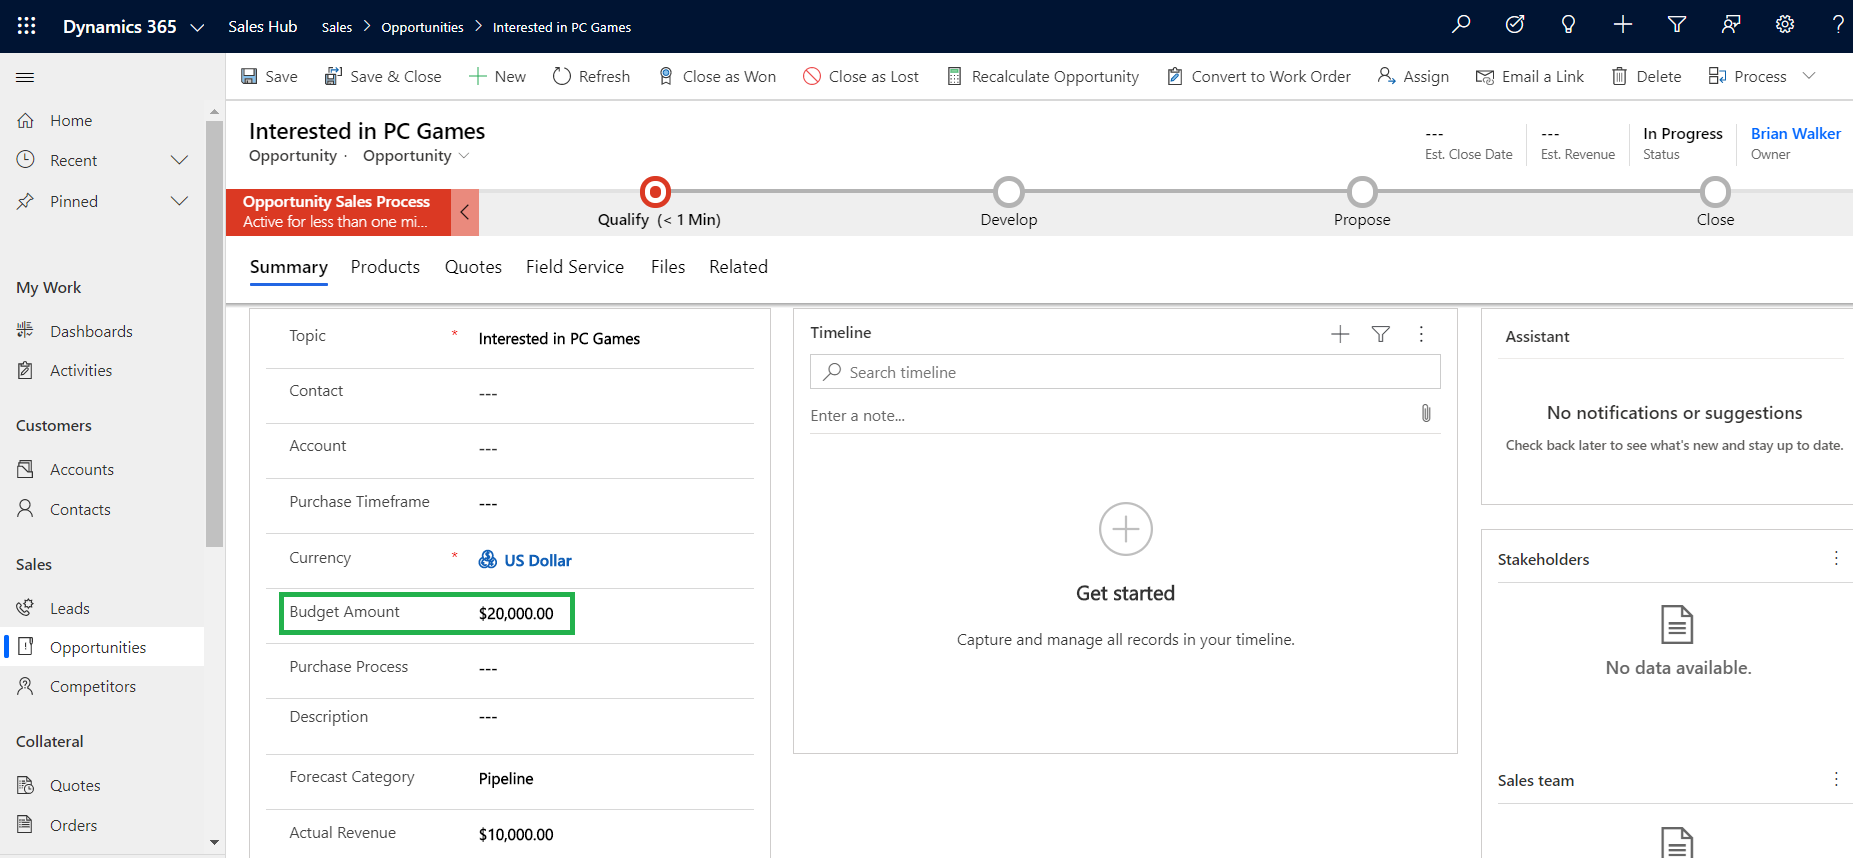 Dynamics 365 Sales Hub Sales Opportunities Interested in PC Games ?
Save Save & Close New Refresh Close as Won Close as Lost Recalculate Opportunity Convert to Work Order Assign Email a Link Delete Process
Home
Recent
Pinned
My Work
Dashboards
Activities
Customers
Accounts
Contacts
Sales
Leads
Opportunities
Competitors
Collateral
Quotes
Orders
Interested in PC Games
Opportunity · Opportunity
---
Est. Close Date
---
Est. Revenue
In Progress
Status
Brian Walker
Owner
Opportunity Sales Process
Active for less than one mi...
Qualify (< 1 Min)
Develop
Propose
Close
Summary Products Quotes Field Service Files Related
Topic * Interested in PC Games
Contact ---
Account ---
Purchase Timeframe ---
Currency * US Dollar
Budget Amount $20,000.00
Purchase Process ---
Description ---
Forecast Category Pipeline
Actual Revenue $10,000.00
Timeline
Search timeline
Enter a note...
Get started
Capture and manage all records in your timeline.
Assistant
No notifications or suggestions
Check back later to see what's new and stay up to date.
Stakeholders
No data available.
Sales team